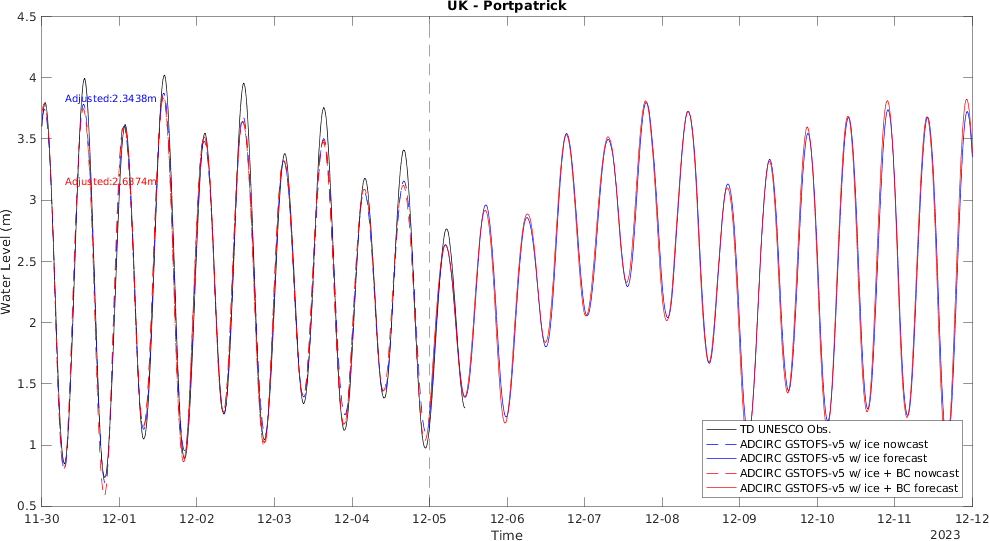 UK - Portpatrick
4.5
4
3.5
3
2.5
2
1.5
1
0.5
Water Level (m)
Adjusted:2.3438m
Adjusted:2.6874m
TD UNESCO Obs.
ADCIRC GSTOFS-v5 w/ ice nowcast
ADCIRC GSTOFS-v5 w/ ice forecast
ADCIRC GSTOFS-v5 w/ ice + BC nowcast
ADCIRC GSTOFS-v5 w/ ice + BC forecast
11-30 12-01 12-02 12-03 12-04 12-05 12-06 12-07 12-08 12-09 12-10 12-11 12-12
Time
2023